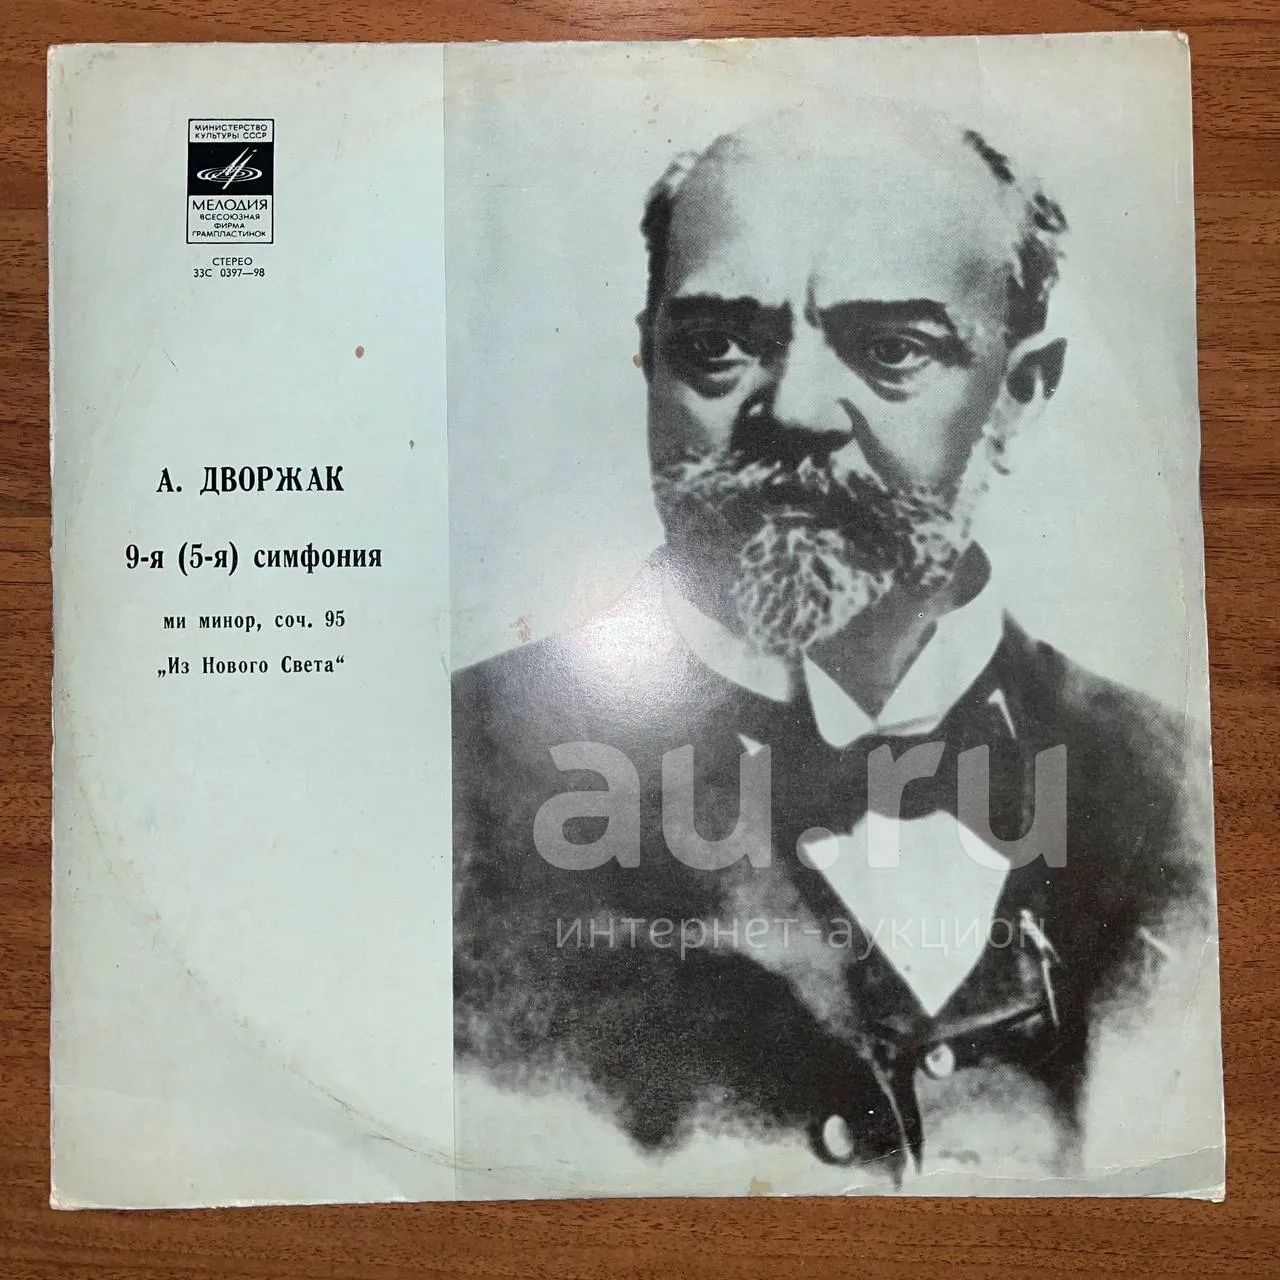 МИНИСТЕРСТВО
КУЛЬТУРЫ СССР
МЕЛОДИЯ
ВСЕСОЮЗНАЯ
ФИРМА
ГРАМПЛАСТИНОК
СТЕРЕО
33С 0397—98
А. ДВОРЖАК
9-я (5-я) симфония
ми минор, соч. 95
„Из Нового Света“
au.ru
интернет-аукцион